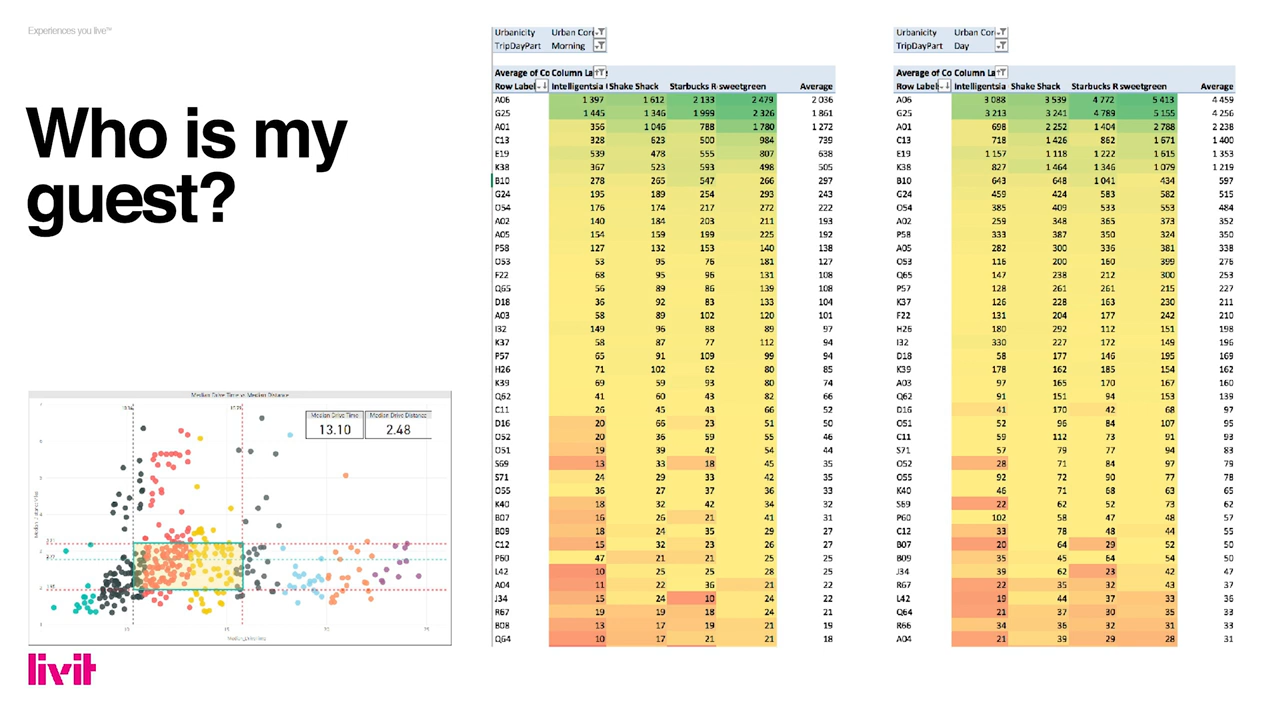 Experiences you live™
Who is my
guest?
Median Drive Time vs Median Distance
Median Drive Time Median Drive Distance
13.10 2.48
livit
Urbanicity Urban Cor
TripDayPart Morning
Average of Co Column La
Row Label Intelligentsia Shake Shack Starbucks R sweetgreen Average
A06 1 397 1 612 2 133 2 479 2 036
G25 1 445 1 346 1 999 2 326 1 861
A01 356 1 046 788 1 780 1 272
C13 328 623 500 984 739
E19 539 478 555 807 638
K38 367 523 593 498 505
B10 278 265 547 266 297
G24 195 189 254 293 243
O54 176 174 217 272 222
A02 140 184 203 211 193
A05 154 159 199 225 192
P58 127 132 153 140 138
O53 53 95 76 181 127
F22 68 95 96 131 108
Q65 56 89 86 139 108
D18 36 92 83 133 104
A03 58 89 102 120 101
I32 149 96 88 89 97
K37 58 87 77 112 94
P57 65 91 109 99 94
H26 71 102 62 80 85
K39 69 59 93 80 74
Q62 41 60 43 82 66
C11 26 45 43 66 52
D16 20 66 23 51 50
O52 20 36 59 55 46
O51 19 39 42 54 44
S69 13 33 18 45 35
S71 24 29 33 42 35
O55 36 27 37 36 33
K40 18 32 42 34 32
B07 16 26 21 41 31
B09 18 24 35 29 27
C12 15 32 23 26 27
P60 47 21 21 25 25
L42 10 25 25 28 25
A04 11 22 36 21 22
J34 15 24 10 24 22
R67 19 19 18 24 21
B08 13 17 19 21 19
Q64 10 17 21 21 18
Urbanicity Urban Cor
TripDayPart Day
Average of Co Column La
Row Label Intelligentsia Shake Shack Starbucks R sweetgreen Average
A06 3 088 3 539 4 772 5 413 4 459
G25 3 213 3 241 4 789 5 155 4 256
A01 698 2 252 1 404 2 788 2 238
C13 718 1 426 862 1 671 1 400
E19 1 157 1 118 1 222 1 615 1 353
K38 827 1 464 1 346 1 079 1 219
B10 643 648 1 041 434 597
G24 459 424 583 582 515
O54 385 409 533 553 484
A02 259 348 365 373 352
P58 333 387 350 324 350
A05 282 300 336 381 338
O53 116 200 160 399 276
Q65 147 238 212 300 253
P57 128 261 261 215 227
K37 126 228 163 230 211
F22 131 204 177 242 210
H26 180 292 112 151 198
I32 330 227 172 149 196
D18 58 177 146 195 169
K39 178 162 185 154 162
A03 97 165 170 167 160
Q62 91 151 94 153 139
D16 41 170 42 68 97
O51 52 96 84 107 95
C11 59 112 73 91 93
S71 57 79 77 94 83
O52 28 71 84 97 79
O55 92 72 90 77 78
K40 46 71 68 63 65
S69 22 62 52 73 62
P60 102 58 47 48 57
C12 33 78 48 44 55
B07 20 64 29 52 50
B09 35 45 64 54 50
J34 39 62 23 42 47
R67 22 35 32 43 37
L42 19 44 37 33 36
Q64 21 37 30 35 33
R66 34 36 32 31 33
A04 21 39 29 28 31